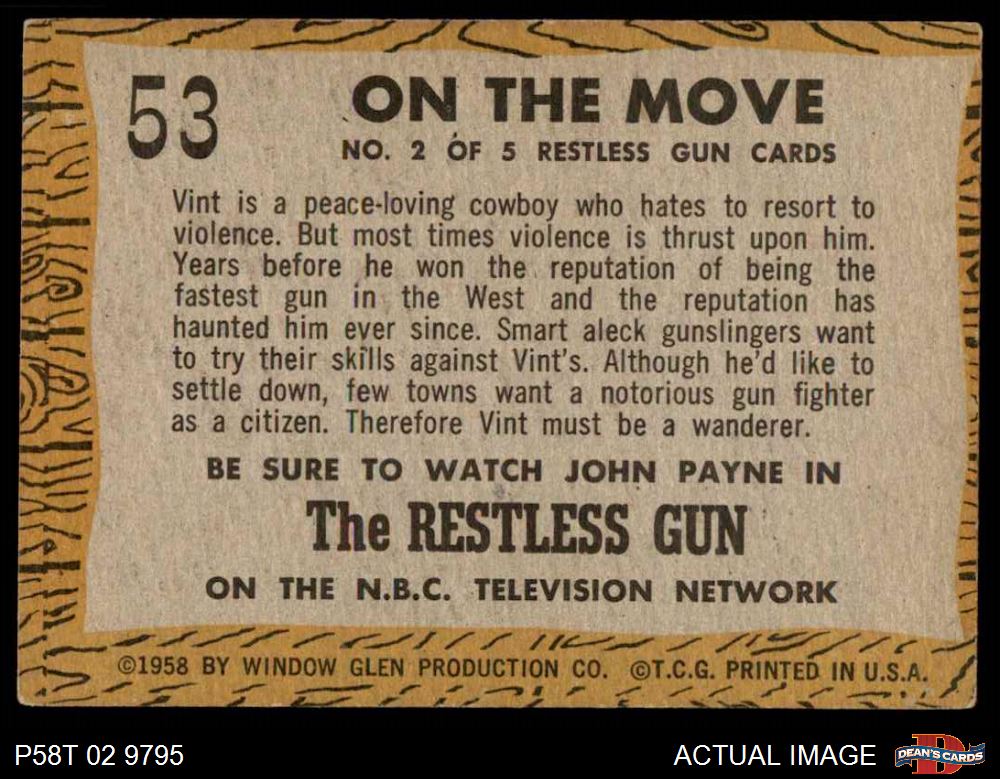 53
ON THE MOVE
NO. 2 OF 5 RESTLESS GUN CARDS
Vint is a peace-loving cowboy who hates to resort to
violence. But most times violence is thrust upon him.
Years before he won the reputation of being the
fastest gun in the West and the reputation has
haunted him ever since. Smart aleck gunslingers want
to try their skills against Vint's. Although he'd like to
settle down, few towns want a notorious gun fighter
as a citizen. Therefore Vint must be a wanderer.
BE SURE TO WATCH JOHN PAYNE IN
The RESTLESS GUN
ON THE N.B.C. TELEVISION NETWORK
©1958 BY WINDOW GLEN PRODUCTION CO. ©T.C.G. PRINTED IN U.S.A.
P58T 02 9795
ACTUAL IMAGE
DEAN'S CARDS